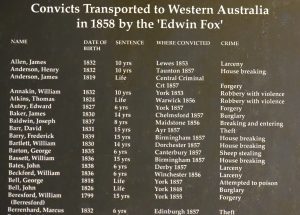 Convicts Transported to Western Australia
in 1858 by the 'Edwin Fox'
NAME DATE OF BIRTH SENTENCE WHERE CONVICTED CRIME
Allen, James 1832 10 yrs Lewes 1853 Larceny
Anderson, Henry 1832 10 yrs Taunton 1857 House breaking
Anderson, James 1819 Life Central Criminal
Crt 1857 Forgery
Annakin, William 1832 10 yrs York 1853 Robbery with violence
Atkins, Thomas 1824 Life Warwick 1856 Robbery with violence
Autey, Edward 1827 6 yrs York 1857 Forgery
Baker, James 1830 14 yrs Chelmsford 1857 Burglary
Baldwin, Joseph 1837 8 yrs Maidstone 1856 Breaking and entering
Barr, David 1831 15 yrs Ayr 1857 Theft
Barry, Frederick 1839 15 yrs Birmingham 1857 House breaking
Bartlett, William 1830 14 yrs Dorchester 1857 House breaking
Barton, George 1835 6 yrs Canterbury 1857 Sheep stealing
Bassett, William 1836 15 yrs Birmingham 1857 House breaking
Bates, John 1838 6 yrs Derby 1857 Larceny
Beckford, William 1836 6 yrs Winchester 1856 Larceny
Bell, George 1818 Life York 1857 Attempted to poison
Bell, John 1826 Life York 1848 Burglary
Beresford, William 1799 15 yrs York 1855 Forgery
(Beresford)
Berrenhard, Marcus 1832 6 yrs Edinburgh 1857 Theft